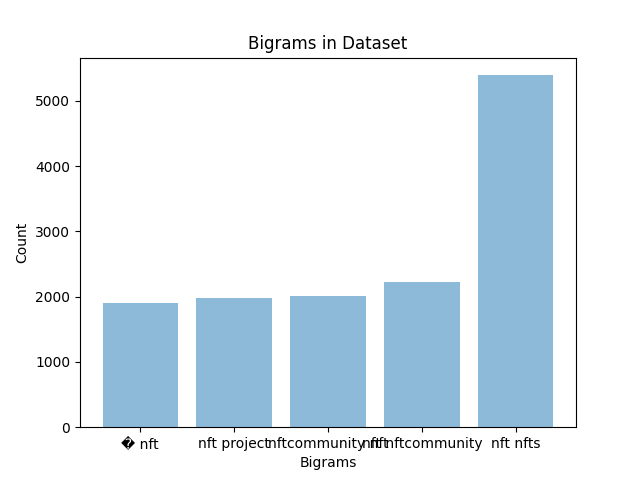 Bigrams in Dataset
Count
5000
4000
3000
2000
1000
0
� nft
nft project
nftcommunity nft
nft nftcommunity
nft nfts
Bigrams